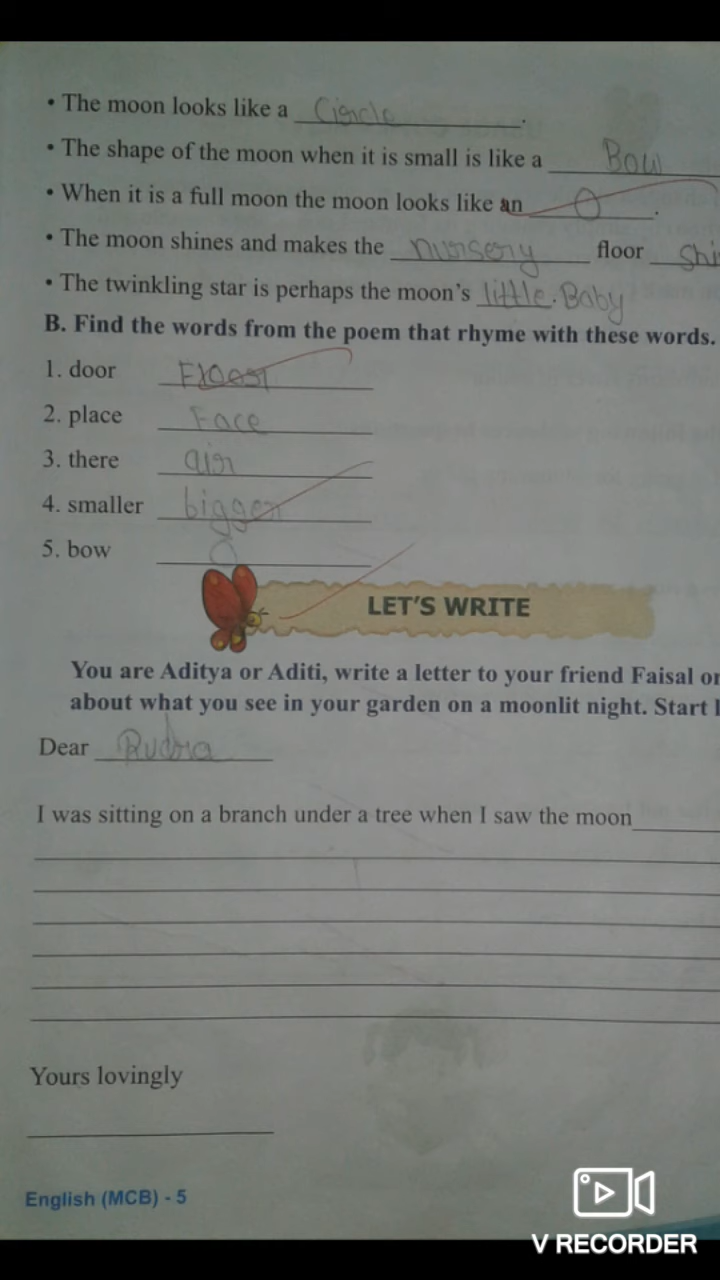 • The moon looks like a Circle.
• The shape of the moon when it is small is like a Bow
• When it is a full moon the moon looks like an O.
• The moon shines and makes the nursery floor shi
• The twinkling star is perhaps the moon's little. Baby
B. Find the words from the poem that rhyme with these words.
1. door
2. place Face
3. there air
4. smaller bigger
5. bow O
LET'S WRITE
You are Aditya or Aditi, write a letter to your friend Faisal or
about what you see in your garden on a moonlit night. Start
Dear Rudra
I was sitting on a branch under a tree when I saw the moon
Yours lovingly
English (MCB) - 5
V RECORDER